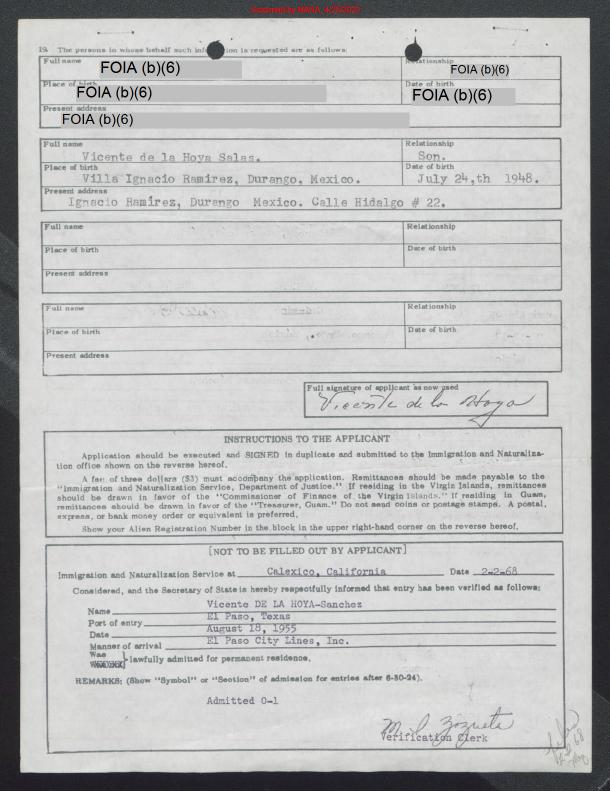 Scanned by NARA, 4/25/2023
19. The persons in whose behalf such information is requested are as follows:
Full name FOIA (b)(6) Relationship FOIA (b)(6)
Place of birth FOIA (b)(6) Date of birth FOIA (b)(6)
Present address FOIA (b)(6)
Full name Relationship
Vicente de la Hoya Salas. Son.
Place of birth Date of birth
Villa Ignacio Ramirez, Durango, Mexico. July 24,th 1948.
Present address
Ignacio Ramirez, Durango Mexico. Calle Hidalgo # 22.
Full name Relationship
Place of birth Date of birth
Present address
Full name Relationship
Place of birth Date of birth
Present address
Full signature of applicant as now used
Vicente de la Hoya
INSTRUCTIONS TO THE APPLICANT
Application should be executed and SIGNED in duplicate and submitted to the Immigration and Naturaliza-
tion office shown on the reverse hereof.
A fee of three dollars ($3) must accompany the application. Remittances should be made payable to the
"Immigration and Naturalization Service, Department of Justice." If residing in the Virgin Islands, remittances
should be drawn in favor of the "Commissioner of Finance of the Virgin Islands." If residing in Guam,
remittances should be drawn in favor of the "Treasurer, Guam." Do not send coins or postage stamps. A postal,
express, or bank money order or equivalent is preferred.
Show your Alien Registration Number in the block in the upper right-hand corner on the reverse hereof.
[NOT TO BE FILLED OUT BY APPLICANT]
Immigration and Naturalization Service at Calexico, California Date 2-2-68
Considered, and the Secretary of State is hereby respectfully informed that entry has been verified as follows:
Name Vicente DE LA HOYA-Sanchez
Port of entry El Paso, Texas
Date August 18, 1955
Manner of arrival El Paso City Lines, Inc.
Was
lawfully admitted for permanent residence.
REMARKS: (Show "Symbol" or "Section" of admission for entries after 6-30-24).
Admitted O-1
Verification Clerk